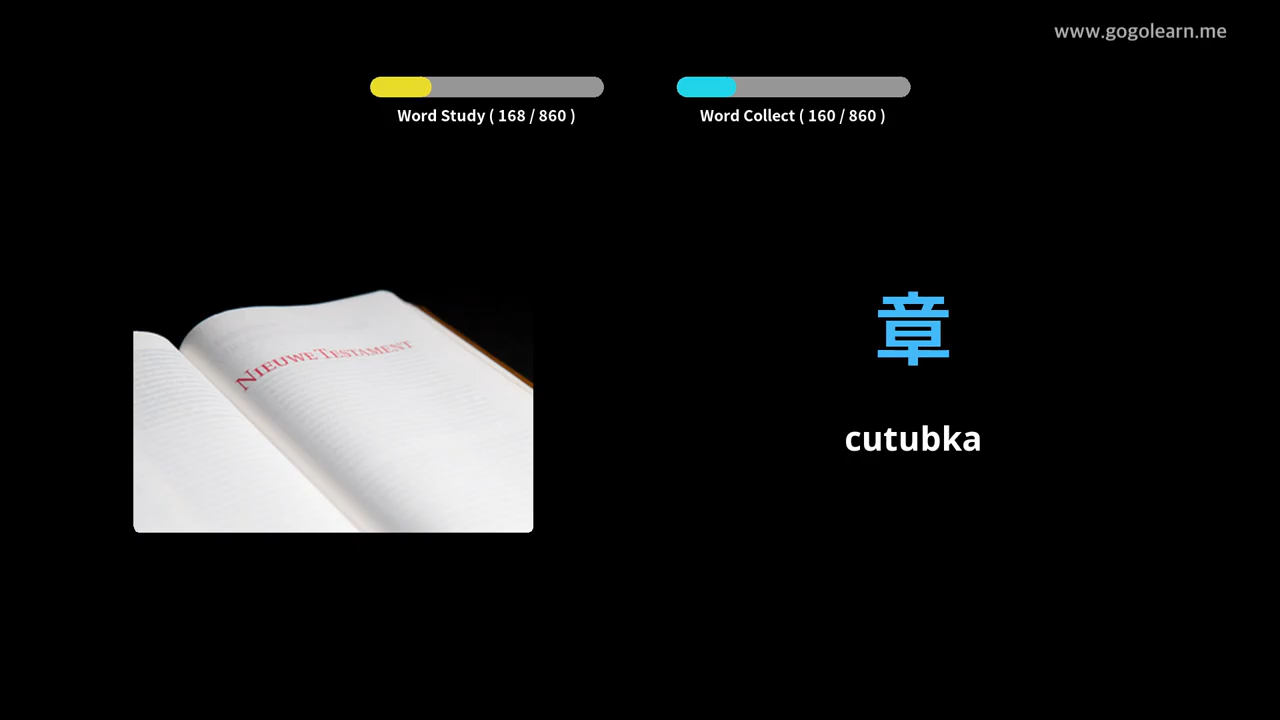 www.gogolearn.me
Word Study ( 168 / 860 )
Word Collect ( 160 / 860 )
NIEUWE TESTAMENT
章
cutubka